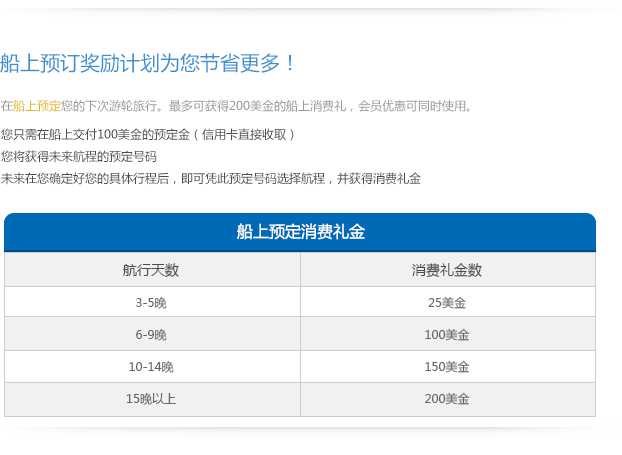 船上预订奖励计划为您节省更多！
在船上预定您的下次游轮旅行。最多可获得200美金的船上消费礼，会员优惠可同时使用。
您只需在船上交付100美金的预定金（信用卡直接收取）
您将获得未来航程的预定号码
未来在您确定好您的具体行程后，即可凭此预定号码选择航程，并获得消费礼金
船上预定消费礼金
航行天数 消费礼金数
3-5晚 25美金
6-9晚 100美金
10-14晚 150美金
15晚以上 200美金